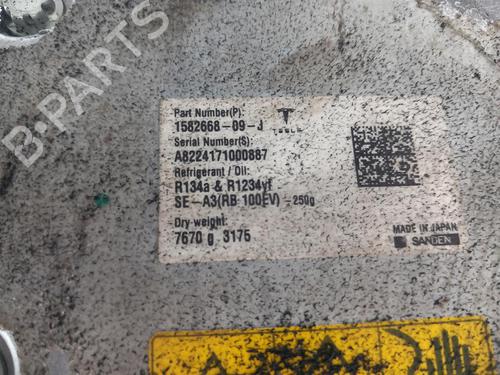 B-PARTS
Part Number(P):
1582668-09-J
TESLA
Serial Number(S):
A8224171000887
Refrigerant / Oil:
R134a & R1234yf
SE-A3(RB 100EV) -250g
Dry-weight:
7670 g 3175
MADE IN JAPAN
SANDEN